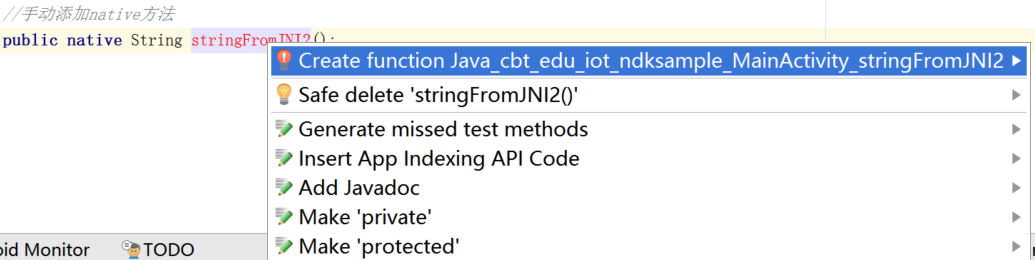 //手动添加native方法
public native String stringFromJNI2();
Create function Java_cbt_edu_iot_ndksample_MainActivity_stringFromJNI2
Safe delete 'stringFromJNI2()'
Generate missed test methods
Insert App Indexing API Code
Add Javadoc
Make 'private'
Make 'protected'
oid Monitor TODO